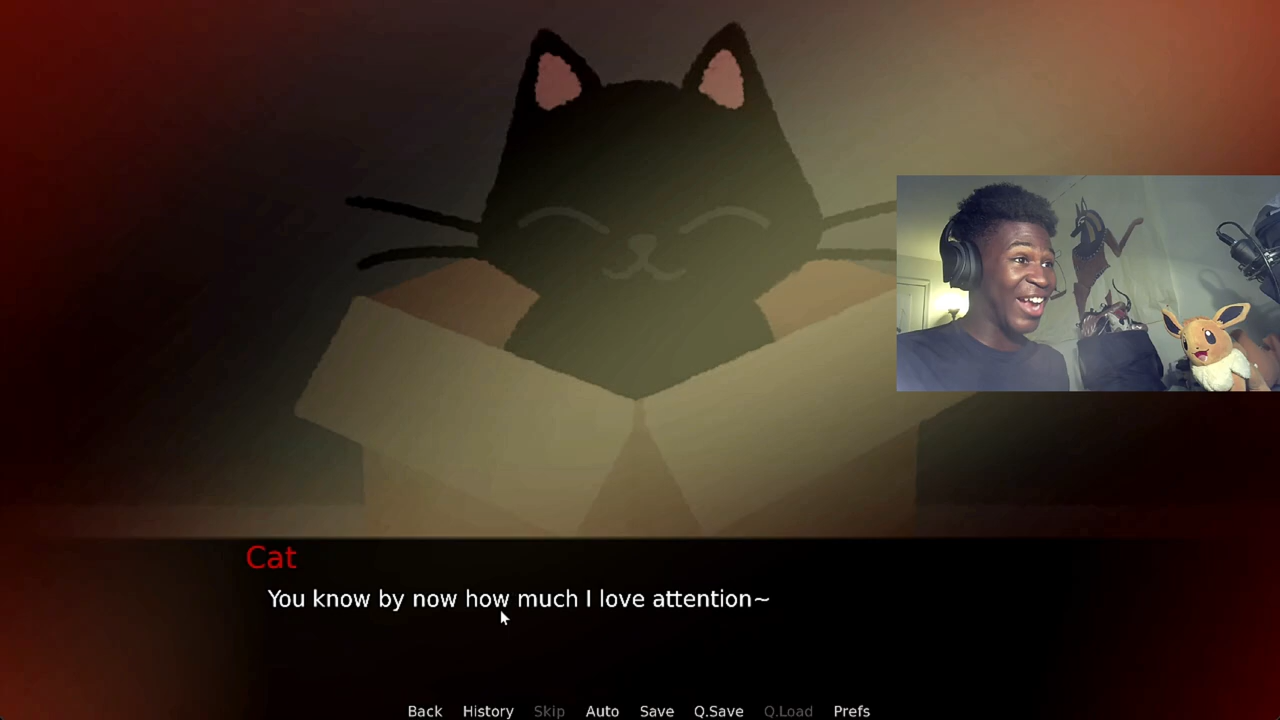 Cat
You know by now how much I love attention~
Back History Skip Auto Save Q.Save Q.Load Prefs